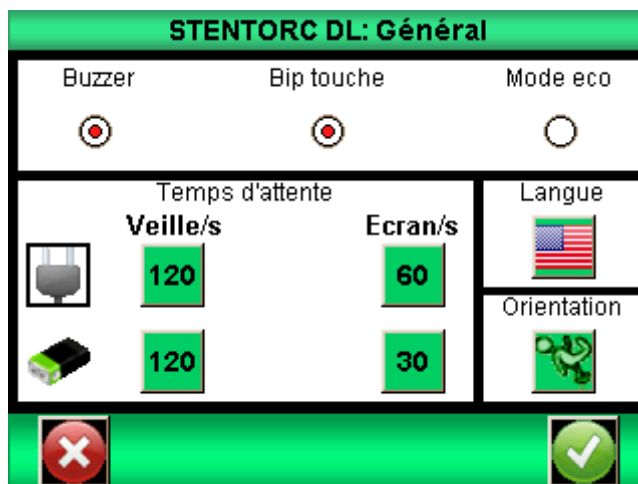 STENTORC DL: Général
Buzzer Bip touche Mode eco
Temps d'attente Langue
Veille/s Ecran/s
120 60
Orientation
120 30